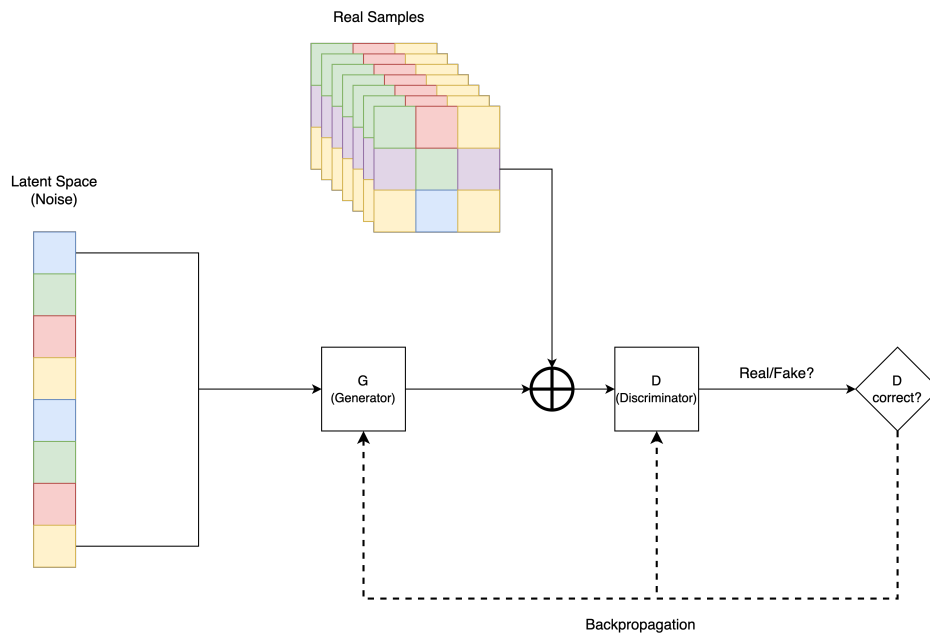 Real Samples
Latent Space
(Noise)
G
(Generator)
D
(Discriminator)
Real/Fake?
D
correct?
Backpropagation